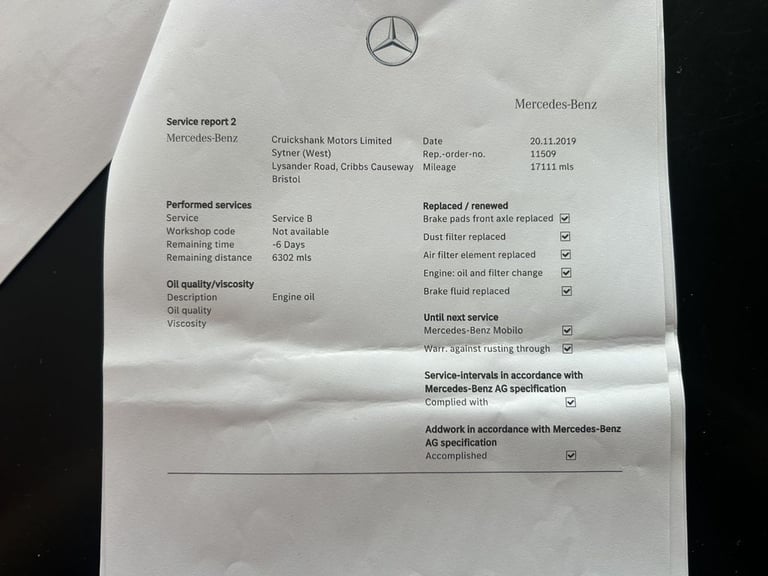 Mercedes-Benz
Service report 2
Mercedes-Benz
Cruickshank Motors Limited
Sytner (West)
Lysander Road, Cribbs Causeway
Bristol
Date 20.11.2019
Rep.-order-no. 11509
Mileage 17111 mls
Performed services
Service Service B
Workshop code Not available
Remaining time -6 Days
Remaining distance 6302 mls
Oil quality/viscosity
Description Engine oil
Oil quality
Viscosity
Replaced / renewed
Brake pads front axle replaced ☑
Dust filter replaced ☑
Air filter element replaced ☑
Engine: oil and filter change ☑
Brake fluid replaced ☑
Until next service
Mercedes-Benz Mobilo ☑
Warr. against rusting through ☑
Service-intervals in accordance with
Mercedes-Benz AG specification
Complied with ☑
Addwork in accordance with Mercedes-Benz
AG specification
Accomplished ☑